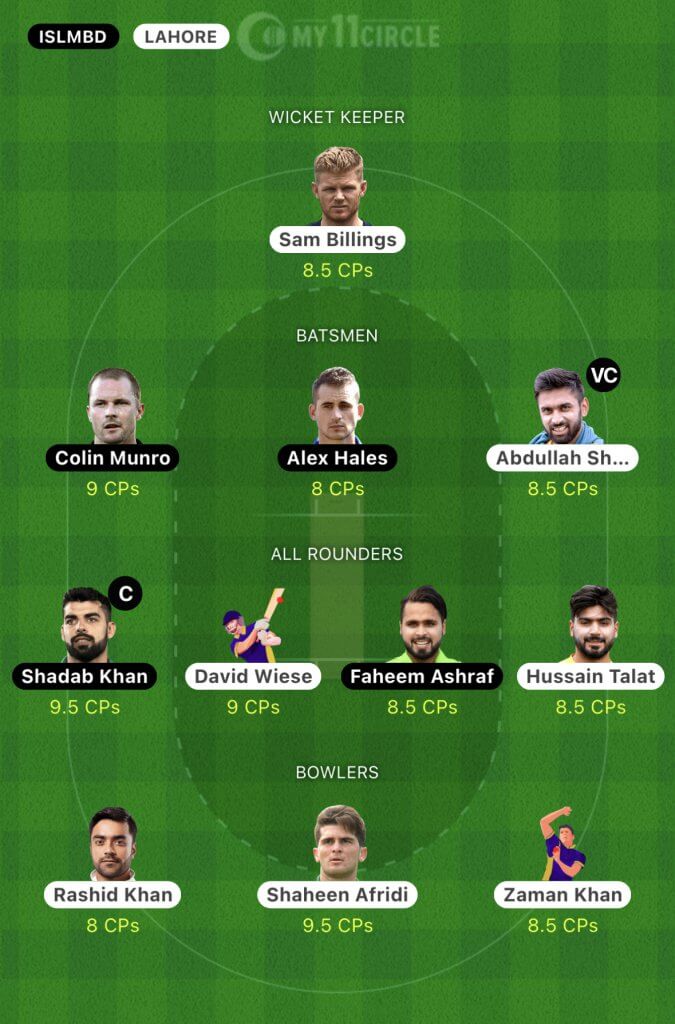 ISLMBD LAHORE MY11CIRCLE
WICKET KEEPER
Sam Billings
8.5 CPs
BATSMEN
VC
Colin Munro Alex Hales Abdullah Sh...
9 CPs 8 CPs 8.5 CPs
ALL ROUNDERS
C
Shadab Khan David Wiese Faheem Ashraf Hussain Talat
9.5 CPs 9 CPs 8.5 CPs 8.5 CPs
BOWLERS
Rashid Khan Shaheen Afridi Zaman Khan
8 CPs 9.5 CPs 8.5 CPs